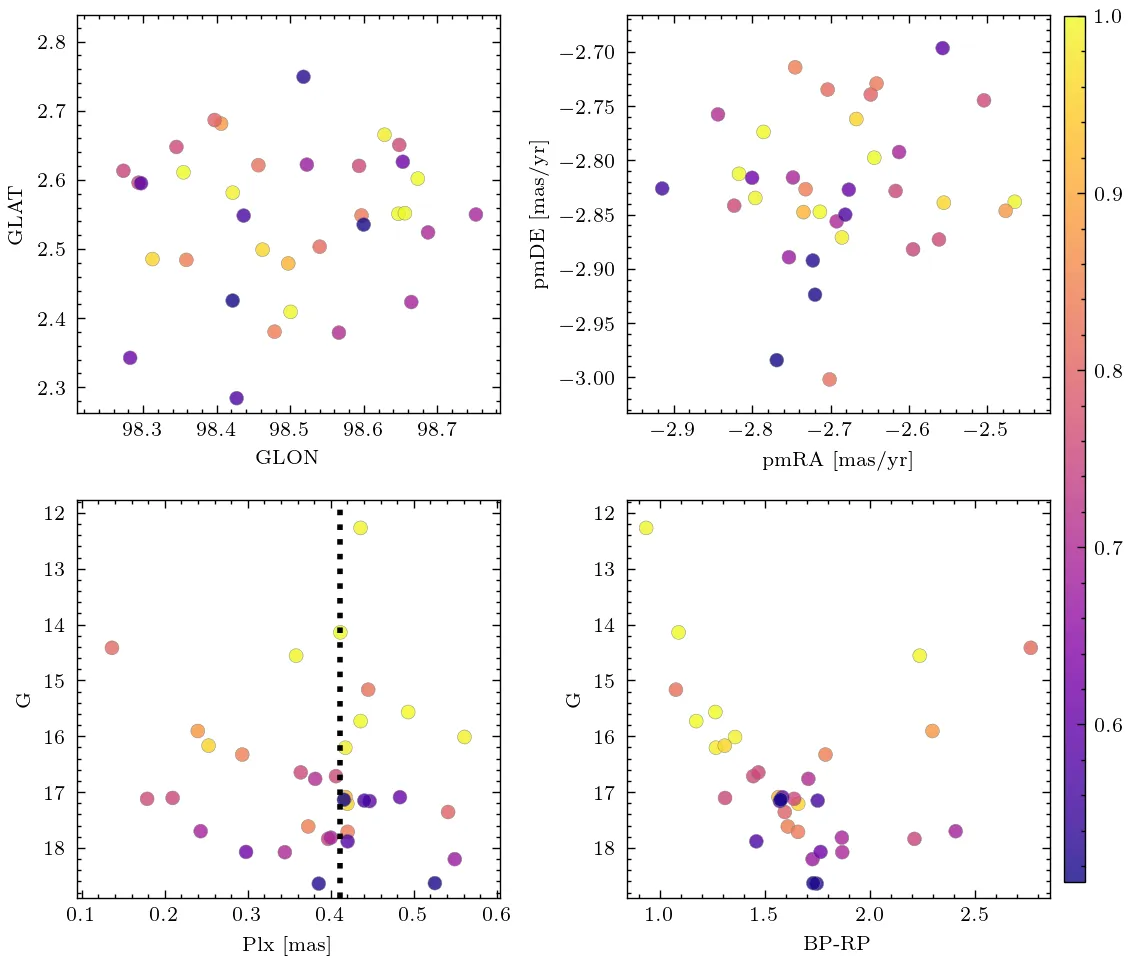 2.8
2.7
2.6
2.5
2.4
2.3
GLAT
98.3 98.4 98.5 98.6 98.7
GLON
−2.70
−2.75
−2.80
−2.85
−2.90
−2.95
−3.00
pmDE [mas/yr]
−2.9 −2.8 −2.7 −2.6 −2.5
pmRA [mas/yr]
1.0
0.9
0.8
0.7
0.6
12
13
14
15
16
17
18
G
0.1 0.2 0.3 0.4 0.5 0.6
Plx [mas]
12
13
14
15
16
17
18
G
1.0 1.5 2.0 2.5
BP-RP